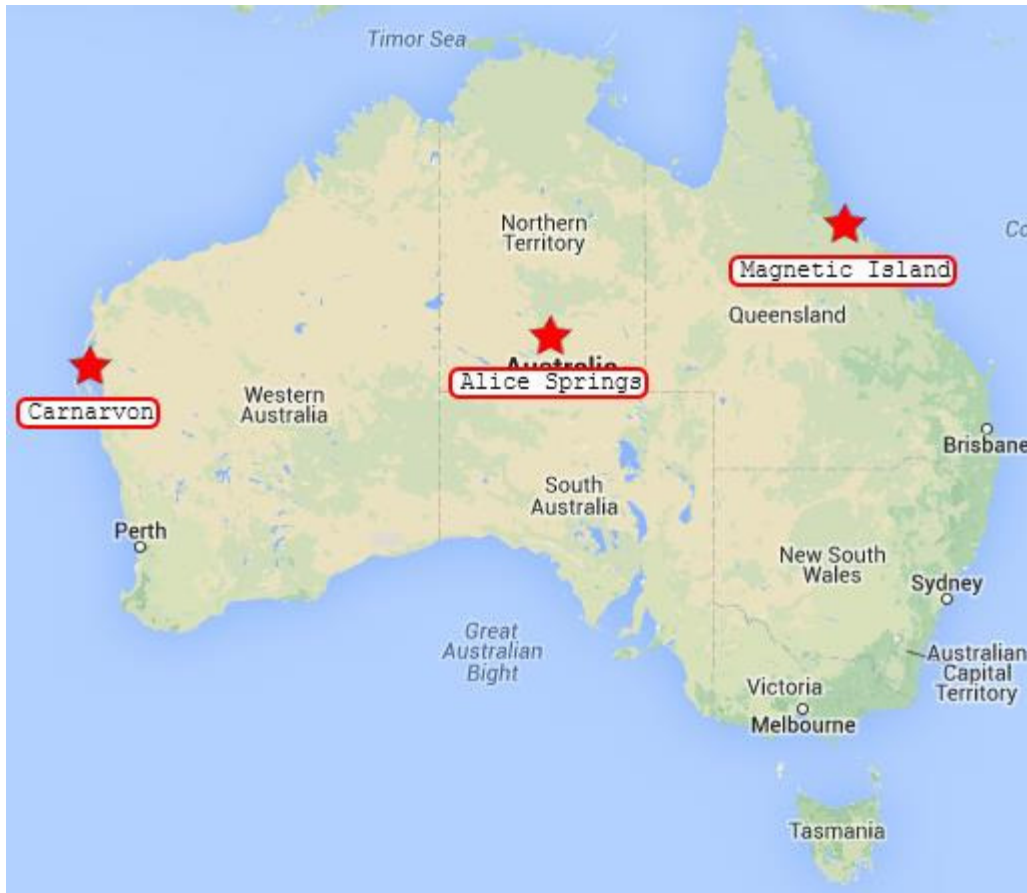 Timor Sea
Northern
Territory
Co
Magnetic Island
Queensland
Australia
Alice Springs
Western
Australia
Carnarvon
Brisbane
South
Australia
Perth
New South
Wales
Sydney
Great
Australian
Bight
Australian
Capital
Territory
Victoria
Melbourne
Tasmania